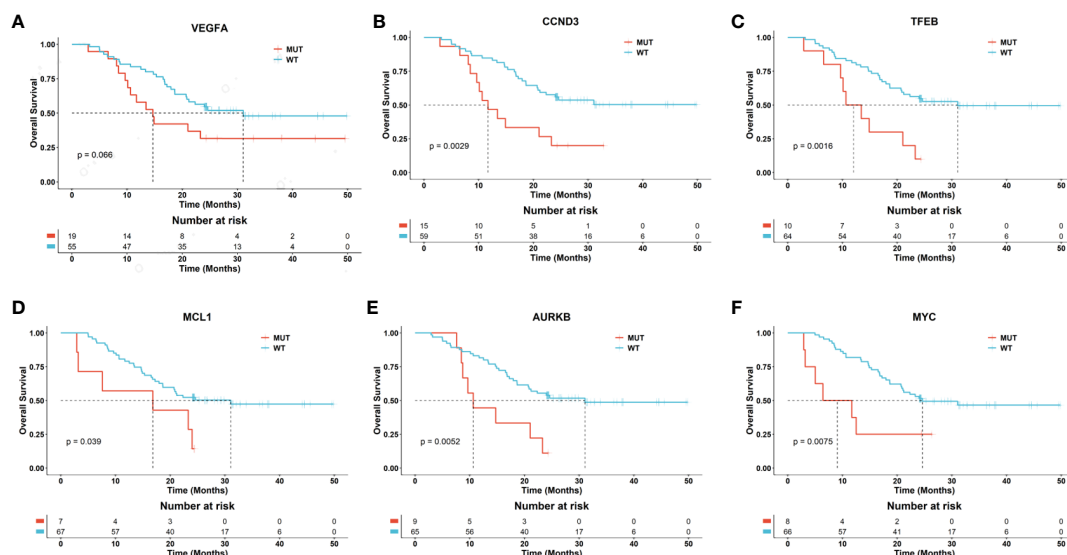 A
VEGFA
1.00
0.75
0.50
0.25
0.00
Overall Survival
MUT
WT
p = 0.066
0 10 20 30 40 50
Time (Months)
Number at risk
19 14 8 4 2 0
55 47 35 13 4 0
0 10 20 30 40 50
Time (Months)
B
CCND3
1.00
0.75
0.50
0.25
0.00
Overall Survival
MUT
WT
p = 0.0029
0 10 20 30 40 50
Time (Months)
Number at risk
15 10 5 1 0 0
59 51 38 16 6 0
0 10 20 30 40 50
Time (Months)
C
TFEB
1.00
0.75
0.50
0.25
0.00
Overall Survival
MUT
WT
p = 0.0016
0 10 20 30 40 50
Time (Months)
Number at risk
10 7 3 0 0 0
64 54 40 17 6 0
0 10 20 30 40 50
Time (Months)
D
MCL1
1.00
0.75
0.50
0.25
0.00
Overall Survival
MUT
WT
p = 0.039
0 10 20 30 40 50
Time (Months)
Number at risk
7 4 3 0 0 0
67 57 40 17 6 0
0 10 20 30 40 50
Time (Months)
E
AURKB
1.00
0.75
0.50
0.25
0.00
Overall Survival
MUT
WT
p = 0.0052
0 10 20 30 40 50
Time (Months)
Number at risk
9 5 3 0 0 0
65 56 40 17 6 0
0 10 20 30 40 50
Time (Months)
F
MYC
1.00
0.75
0.50
0.25
0.00
Overall Survival
MUT
WT
p = 0.0075
0 10 20 30 40 50
Time (Months)
Number at risk
8 4 2 0 0 0
66 57 41 17 6 0
0 10 20 30 40 50
Time (Months)